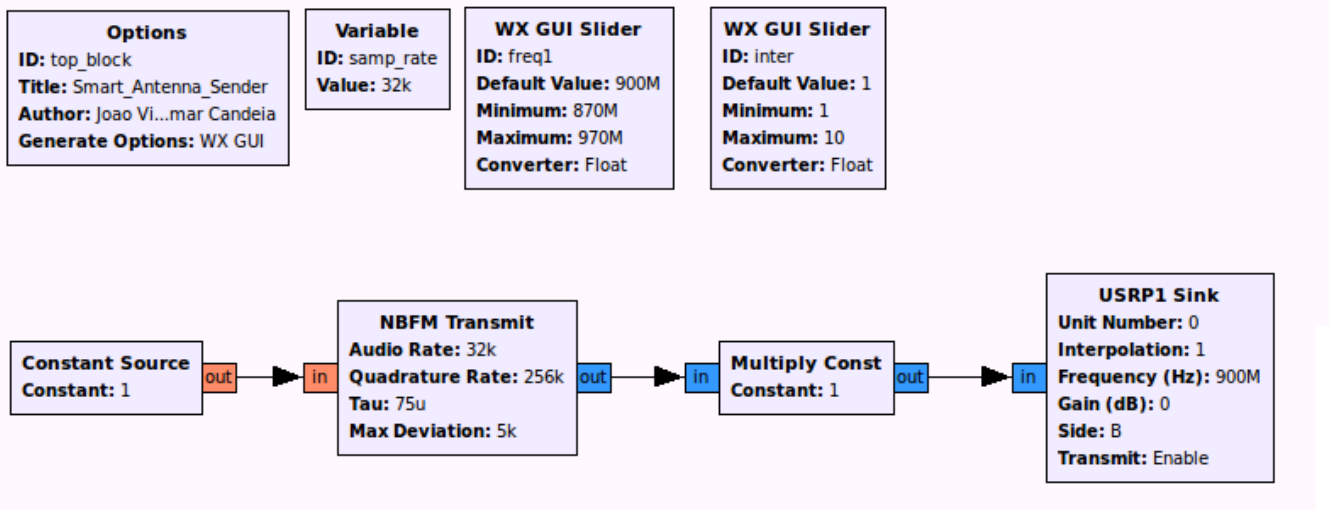 Options
ID: top_block
Title: Smart_Antenna_Sender
Author: Joao Vi...mar Candeia
Generate Options: WX GUI
Variable
ID: samp_rate
Value: 32k
WX GUI Slider
ID: freq1
Default Value: 900M
Minimum: 870M
Maximum: 970M
Converter: Float
WX GUI Slider
ID: inter
Default Value: 1
Minimum: 1
Maximum: 10
Converter: Float
Constant Source
Constant: 1
out
in
NBFM Transmit
Audio Rate: 32k
Quadrature Rate: 256k
Tau: 75u
Max Deviation: 5k
out
in
Multiply Const
Constant: 1
out
in
USRP1 Sink
Unit Number: 0
Interpolation: 1
Frequency (Hz): 900M
Gain (dB): 0
Side: B
Transmit: Enable